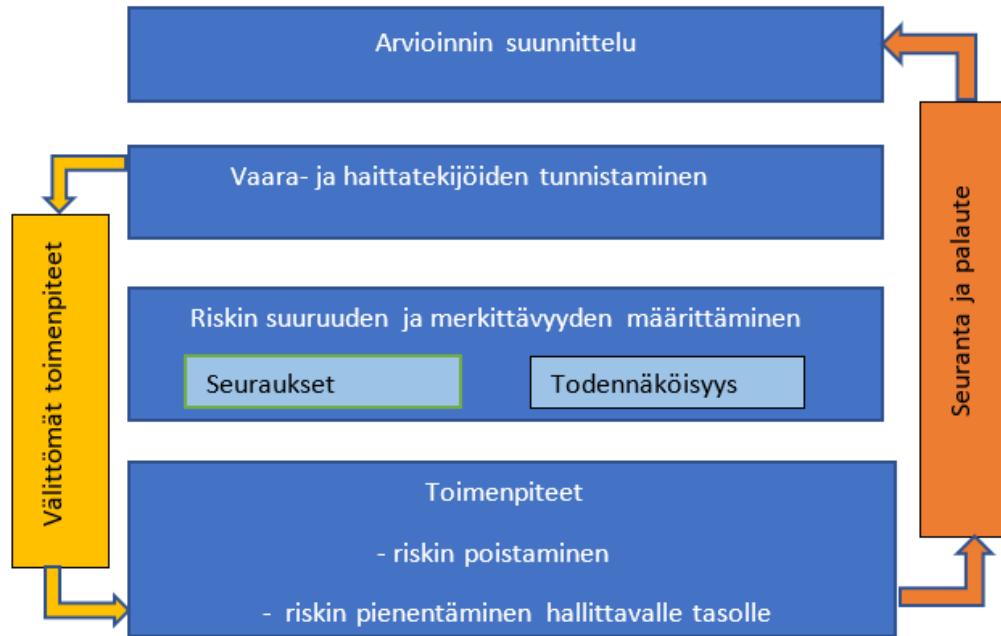 Arvioinnin suunnittelu
Vaara- ja haittatekijöiden tunnistaminen
Välittömät toimenpiteet
Riskin suuruuden ja merkittävyyden määrittäminen
Seuraukset
Todennäköisyys
Seuranta ja palaute
Toimenpiteet
- riskin poistaminen
- riskin pienentäminen hallittavalle tasolle